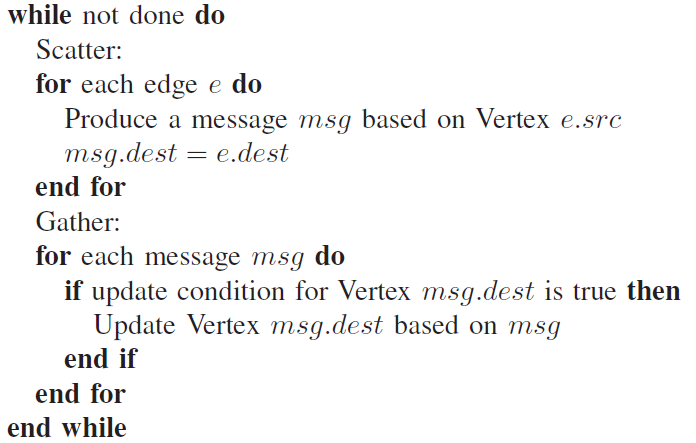 while not done do
Scatter:
for each edge e do
Produce a message msg based on Vertex e.src
msg.dest = e.dest
end for
Gather:
for each message msg do
if update condition for Vertex msg.dest is true then
Update Vertex msg.dest based on msg
end if
end for
end while